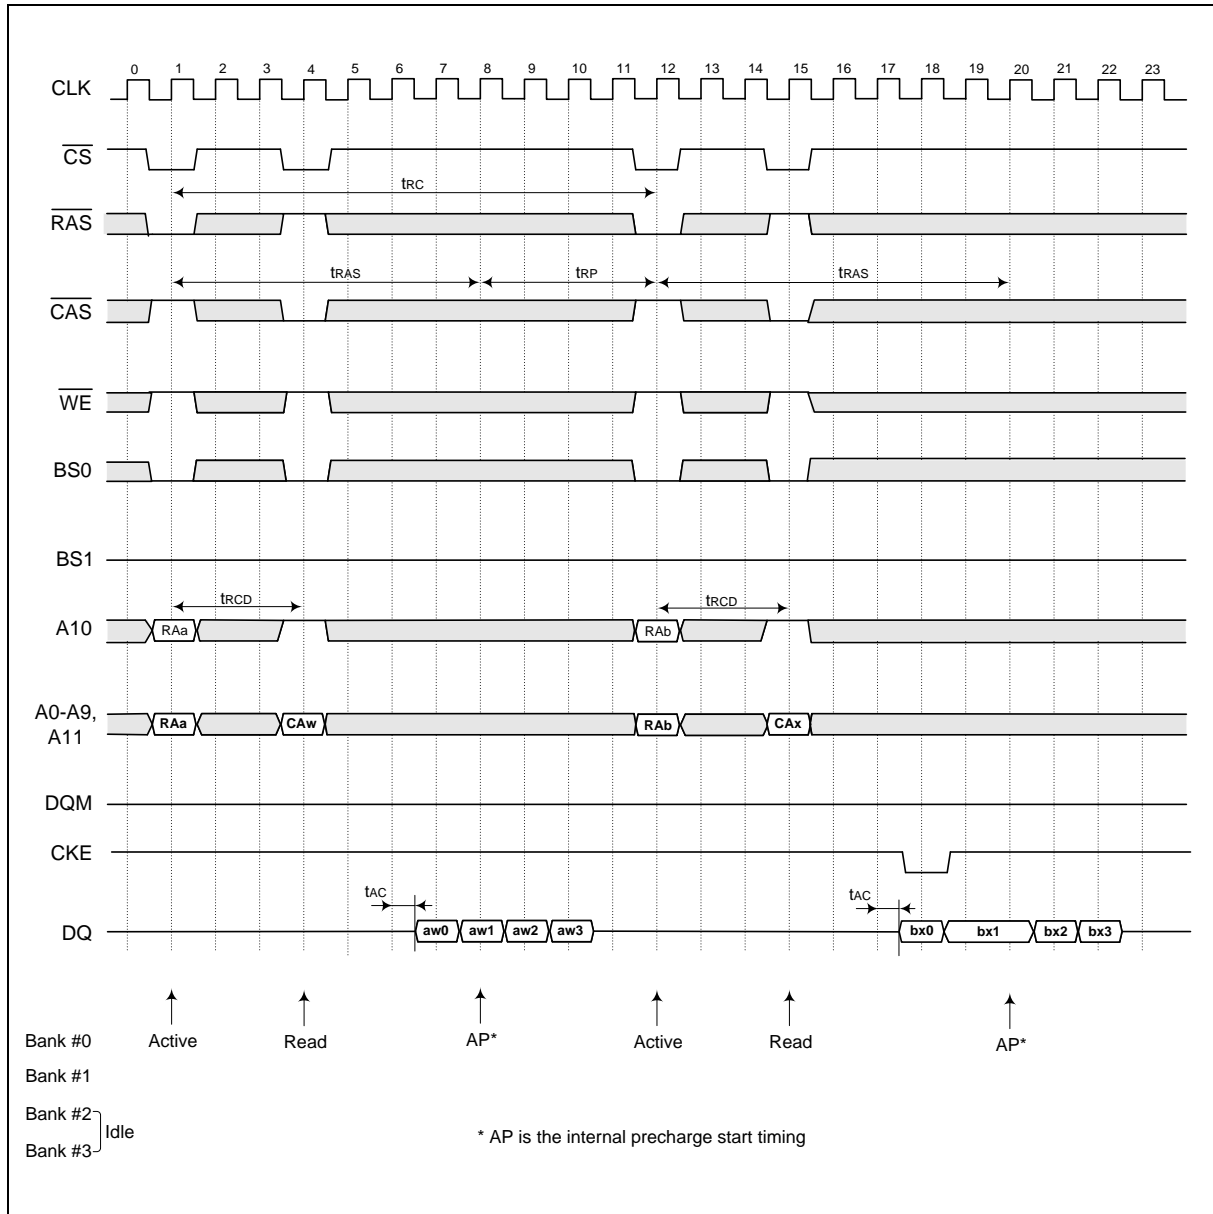 0 1 2 3 4 5 6 7 8 9 10 11 12 13 14 15 16 17 18 19 20 21 22 23
CLK
CS
tRC
RAS
tRAS tRP tRAS
CAS
WE
BS0
BS1
tRCD tRCD
A10 RAa RAb
A0-A9,
A11 RAa CAw RAb CAx
DQM
CKE
tAC tAC
DQ aw0 aw1 aw2 aw3 bx0 bx1 bx2 bx3
Bank #0 Active Read AP* Active Read AP*
Bank #1
Bank #2
Idle
Bank #3
* AP is the internal precharge start timing